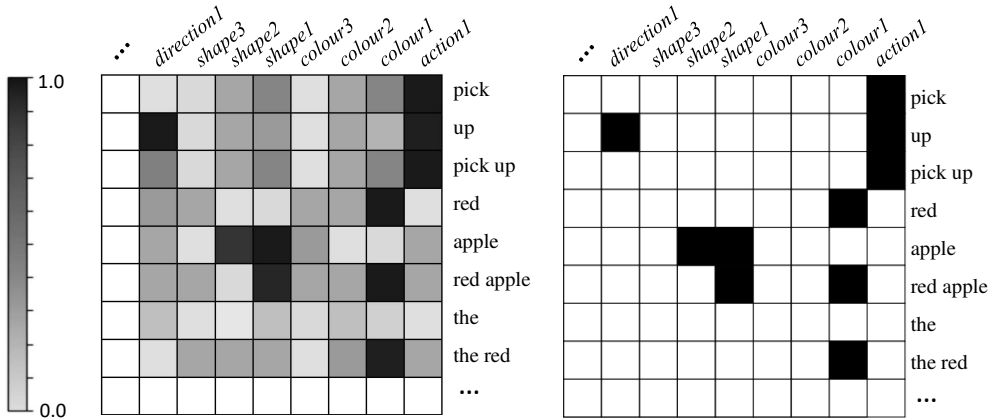 ... direction1 shape3 shape2 shape1 colour3 colour2 colour1 action1
1.0
pick
up
pick up
red
apple
red apple
the
the red
...
0.0
... direction1 shape3 shape2 shape1 colour3 colour2 colour1 action1
pick
up
pick up
red
apple
red apple
the
the red
...